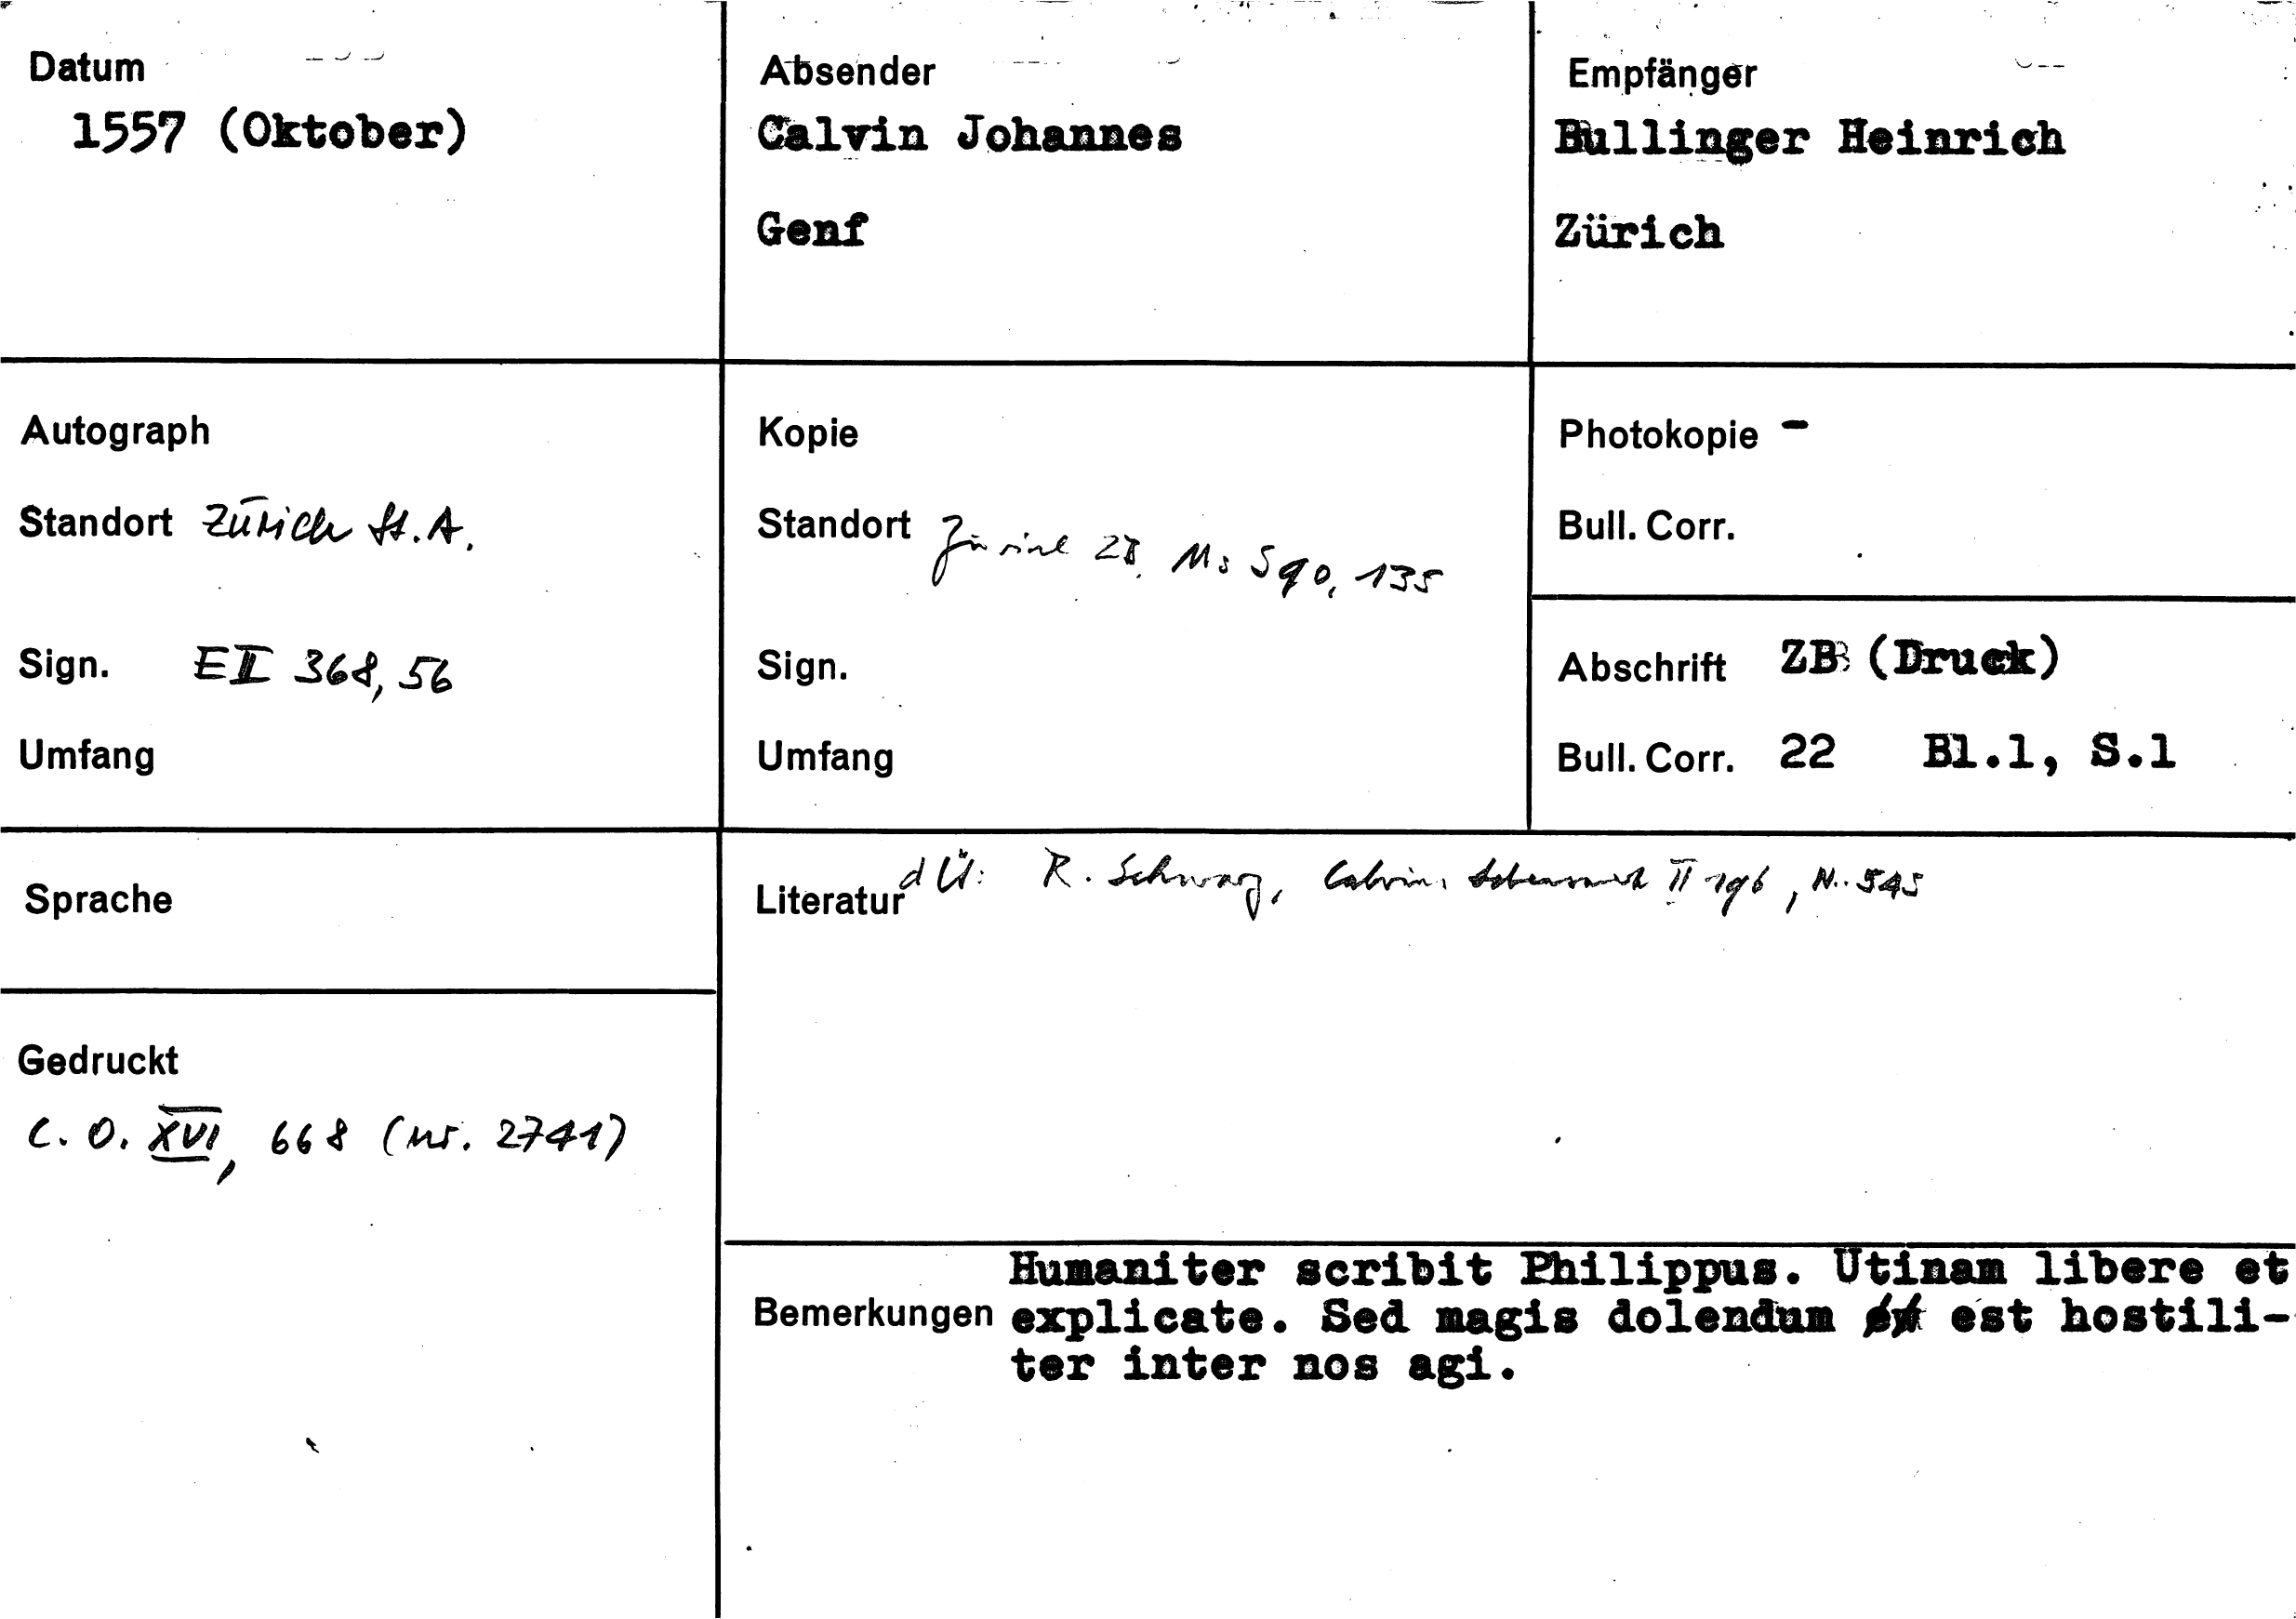 Datum
1557 (Oktober)
Absender
Calvin Johannes
Genf
Empfänger
Bullinger Heinrich
Zürich
Autograph
Standort Zürich St.A.
Sign. E II 368, 56
Umfang
Kopie
Standort Zürich ZB, Ms S 90, 135
Sign.
Umfang
Photokopie -
Bull. Corr.
Abschrift ZB (Druck)
Bull. Corr. 22 Bl.1, S.1
Sprache
Gedruckt
C. O. XVI, 668 (nr. 2741)
Literatur dÜ: R. Schwarz, Calvins II 196, N. 545
Bemerkungen
Humaniter scribit Philippus. Utinam libere et
explicate. Sed magis dolendum est hostili-
ter inter nos agi.